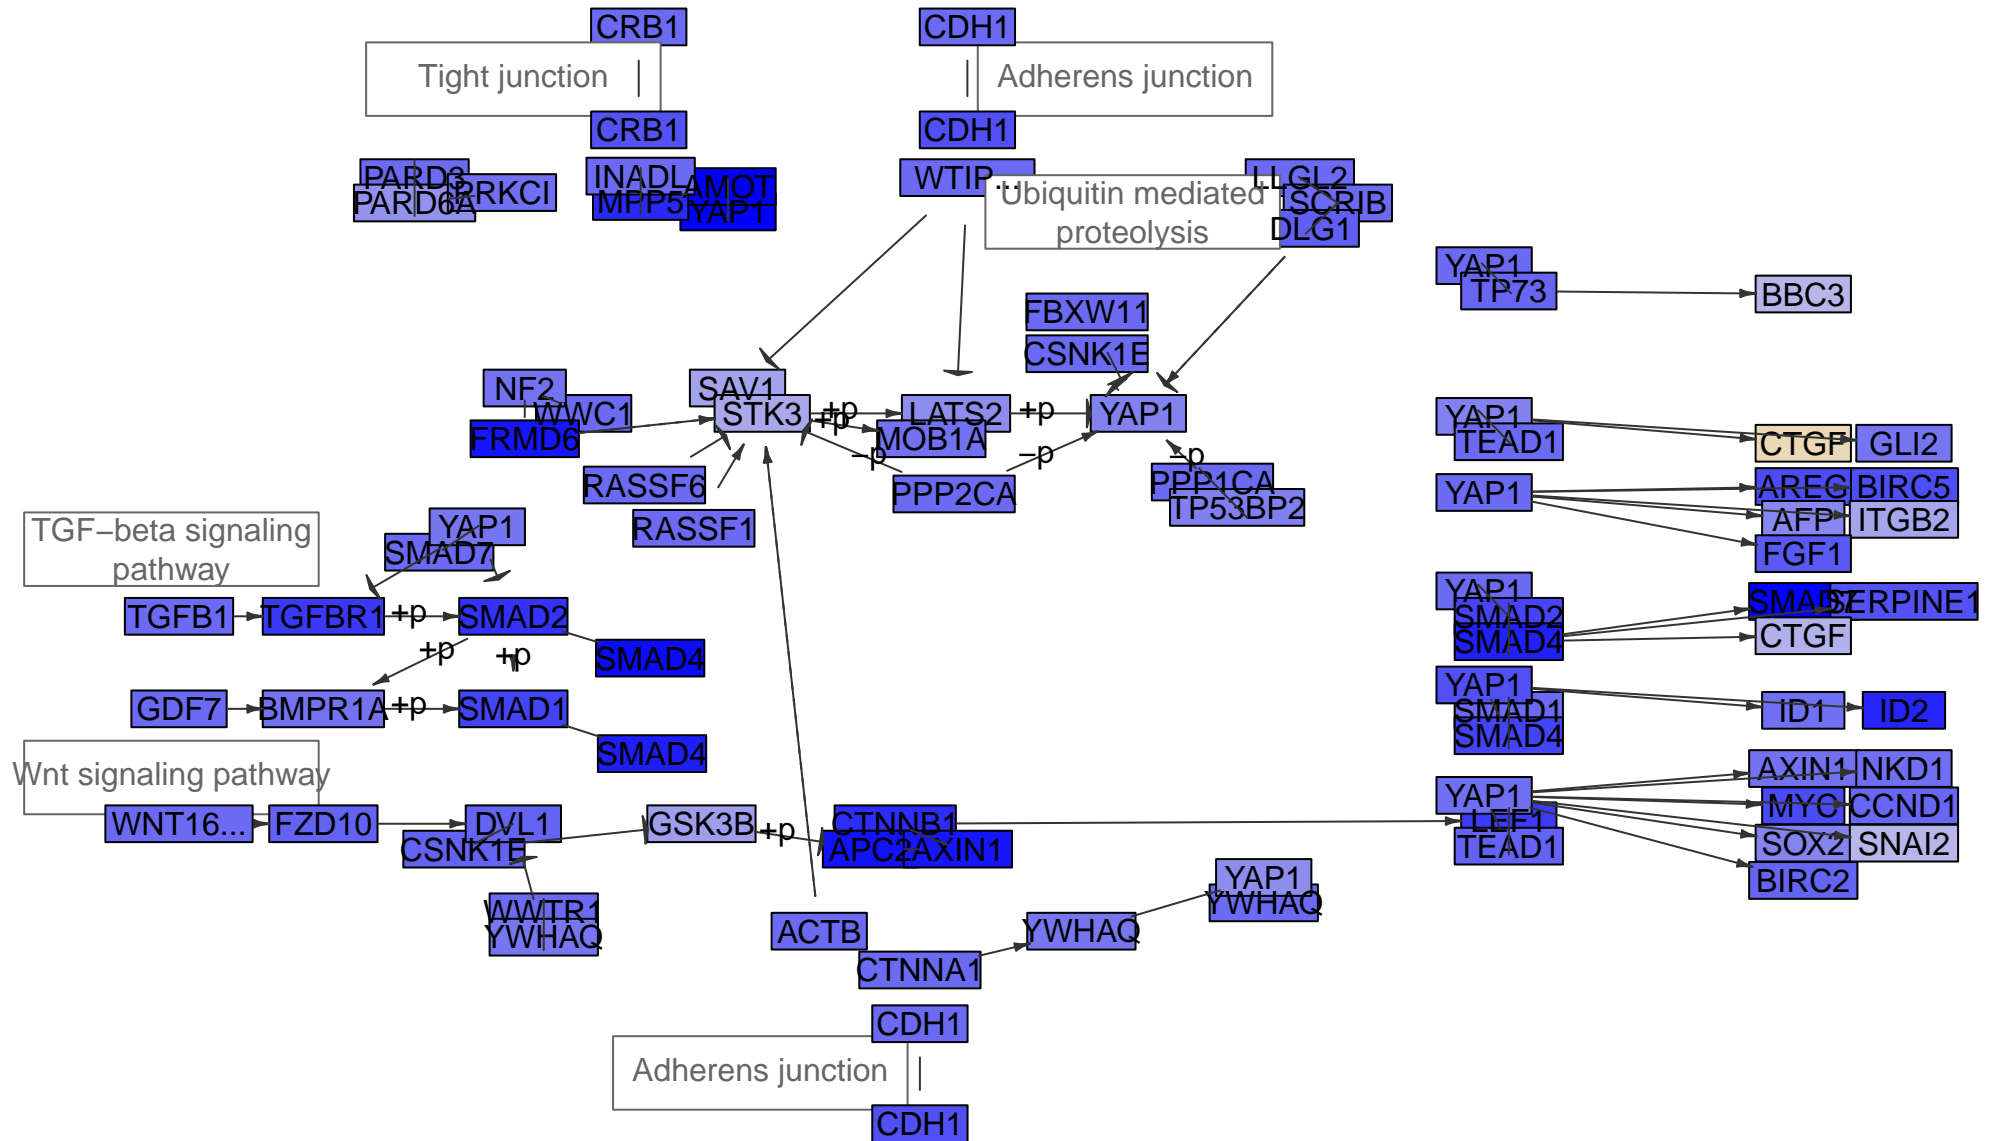 CRB1
CDH1
Tight junction
Adherens junction
CRB1
CDH1
PARD3
PRKCI
PARD6A
INADL
MPP5
AMOT
YAP1
WTIP...
LLGL2
SCRIB
DLG1
Ubiquitin mediated
proteolysis
YAP1
TP73
BBC3
FBXW11
CSNK1E
NF2
WWC1
FRMD6
SAV1
STK3
+p
+p
LATS2
MOB1A
+p
YAP1
YAP1
TEAD1
CTGF
GLI2
−p
−p
−p
RASSF6
PPP2CA
PPP1CA
TP53BP2
RASSF1
YAP1
AREG
BIRC5
AFP
ITGB2
FGF1
TGF−beta signaling
pathway
YAP1
SMAD7
TGFB1
TGFBR1
+p
SMAD2
YAP1
SMAD2
SMAD4
SMAD7
SERPINE1
CTGF
+p
+p
SMAD4
GDF7
BMPR1A
+p
SMAD1
YAP1
SMAD1
SMAD4
ID1
ID2
SMAD4
Wnt signaling pathway
WNT16...
FZD10
DVL1
CSNK1E
GSK3B
+p
CTNNB1
APC2
AXIN1
YAP1
LEF1
TEAD1
AXIN1
NKD1
MYC
CCND1
SOX2
SNAI2
BIRC2
WWTR1
YWHAQ
YAP1
YWHAQ
ACTB
YWHAQ
CTNNA1
CDH1
Adherens junction
CDH1